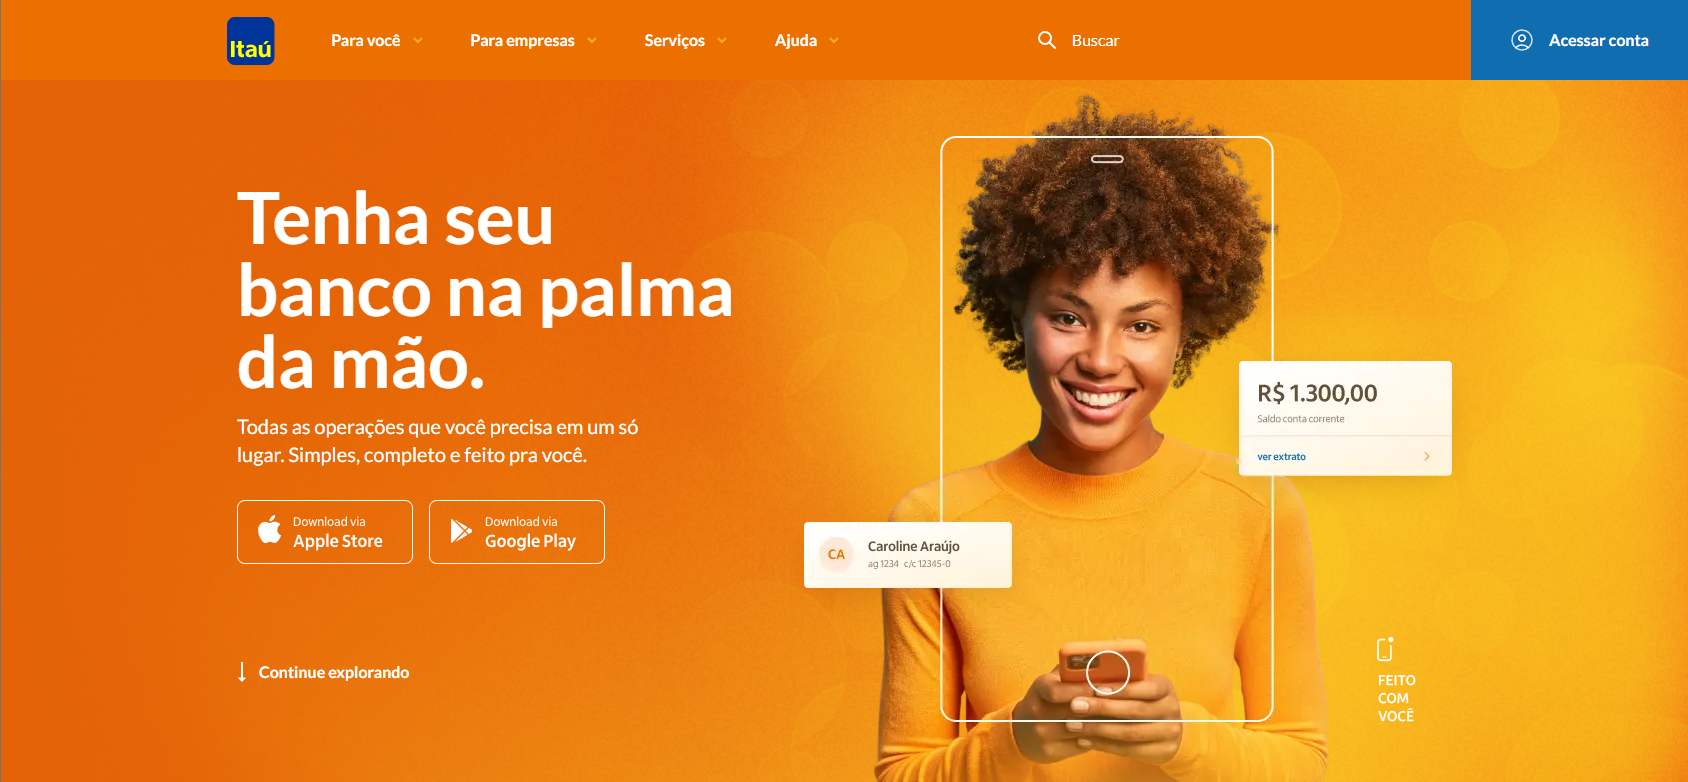 Itaú
Para você
Para empresas
Serviços
Ajuda
Buscar
Acessar conta
Tenha seu
banco na palma
da mão.
Todas as operações que você precisa em um só
lugar. Simples, completo e feito pra você.
Download via
Apple Store
Download via
Google Play
Continue explorando
R$ 1.300,00
Saldo conta corrente
ver extrato
CA
Caroline Araújo
ag 1234 c/c 12345-0
FEITO
COM
VOCÊ